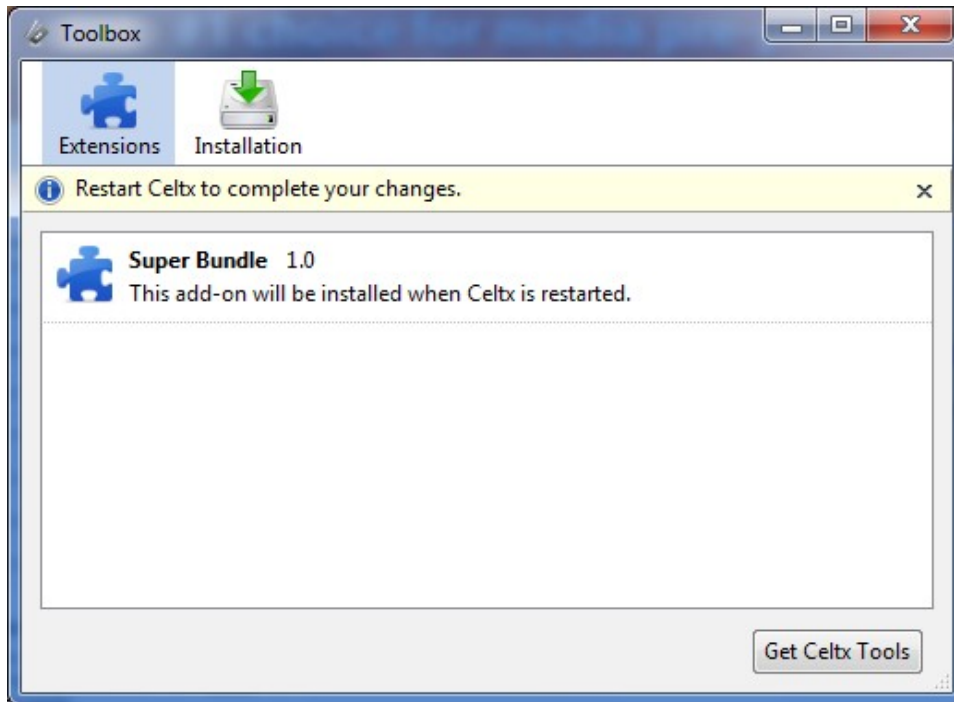 Toolbox
Extensions
Installation
Restart Celtx to complete your changes.
Super Bundle 1.0
This add-on will be installed when Celtx is restarted.
Get Celtx Tools